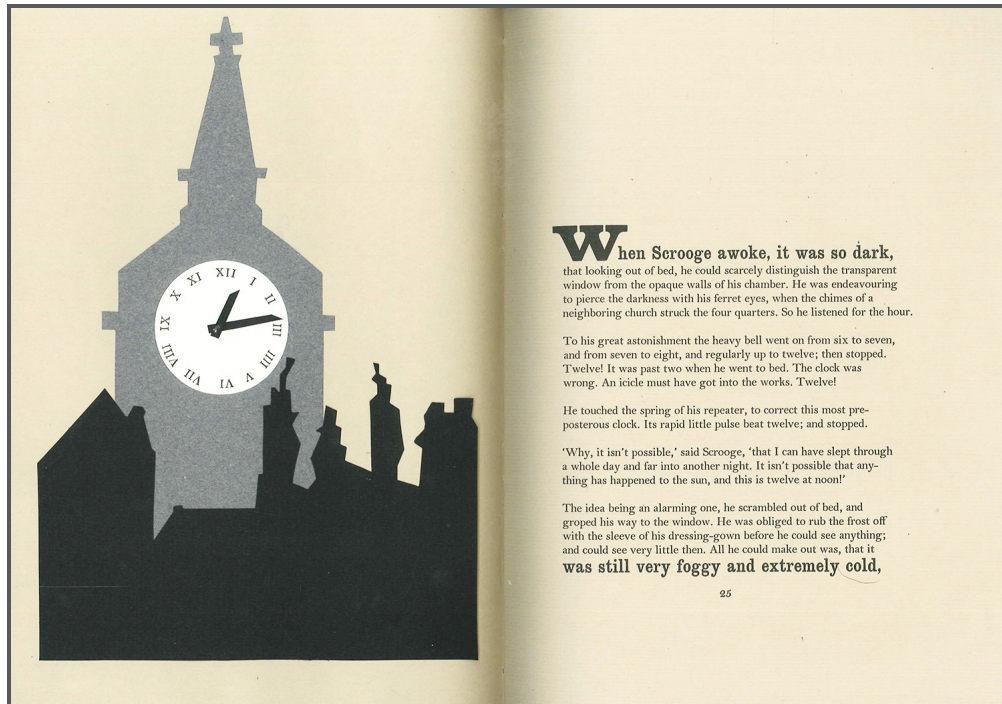 XII
I
II
III
IIII
V
VI
VII
VIII
IX
X
XI
When Scrooge awoke, it was so dark,
that looking out of bed, he could scarcely distinguish the transparent
window from the opaque walls of his chamber. He was endeavouring
to pierce the darkness with his ferret eyes, when the chimes of a
neighboring church struck the four quarters. So he listened for the hour.
To his great astonishment the heavy bell went on from six to seven,
and from seven to eight, and regularly up to twelve; then stopped.
Twelve! It was past two when he went to bed. The clock was
wrong. An icicle must have got into the works. Twelve!
He touched the spring of his repeater, to correct this most pre-
posterous clock. Its rapid little pulse beat twelve; and stopped.
‘Why, it isn’t possible,’ said Scrooge, ‘that I can have slept through
a whole day and far into another night. It isn’t possible that any-
thing has happened to the sun, and this is twelve at noon!’
The idea being an alarming one, he scrambled out of bed, and
groped his way to the window. He was obliged to rub the frost off
with the sleeve of his dressing-gown before he could see anything;
and could see very little then. All he could make out was, that it
was still very foggy and extremely cold,
25